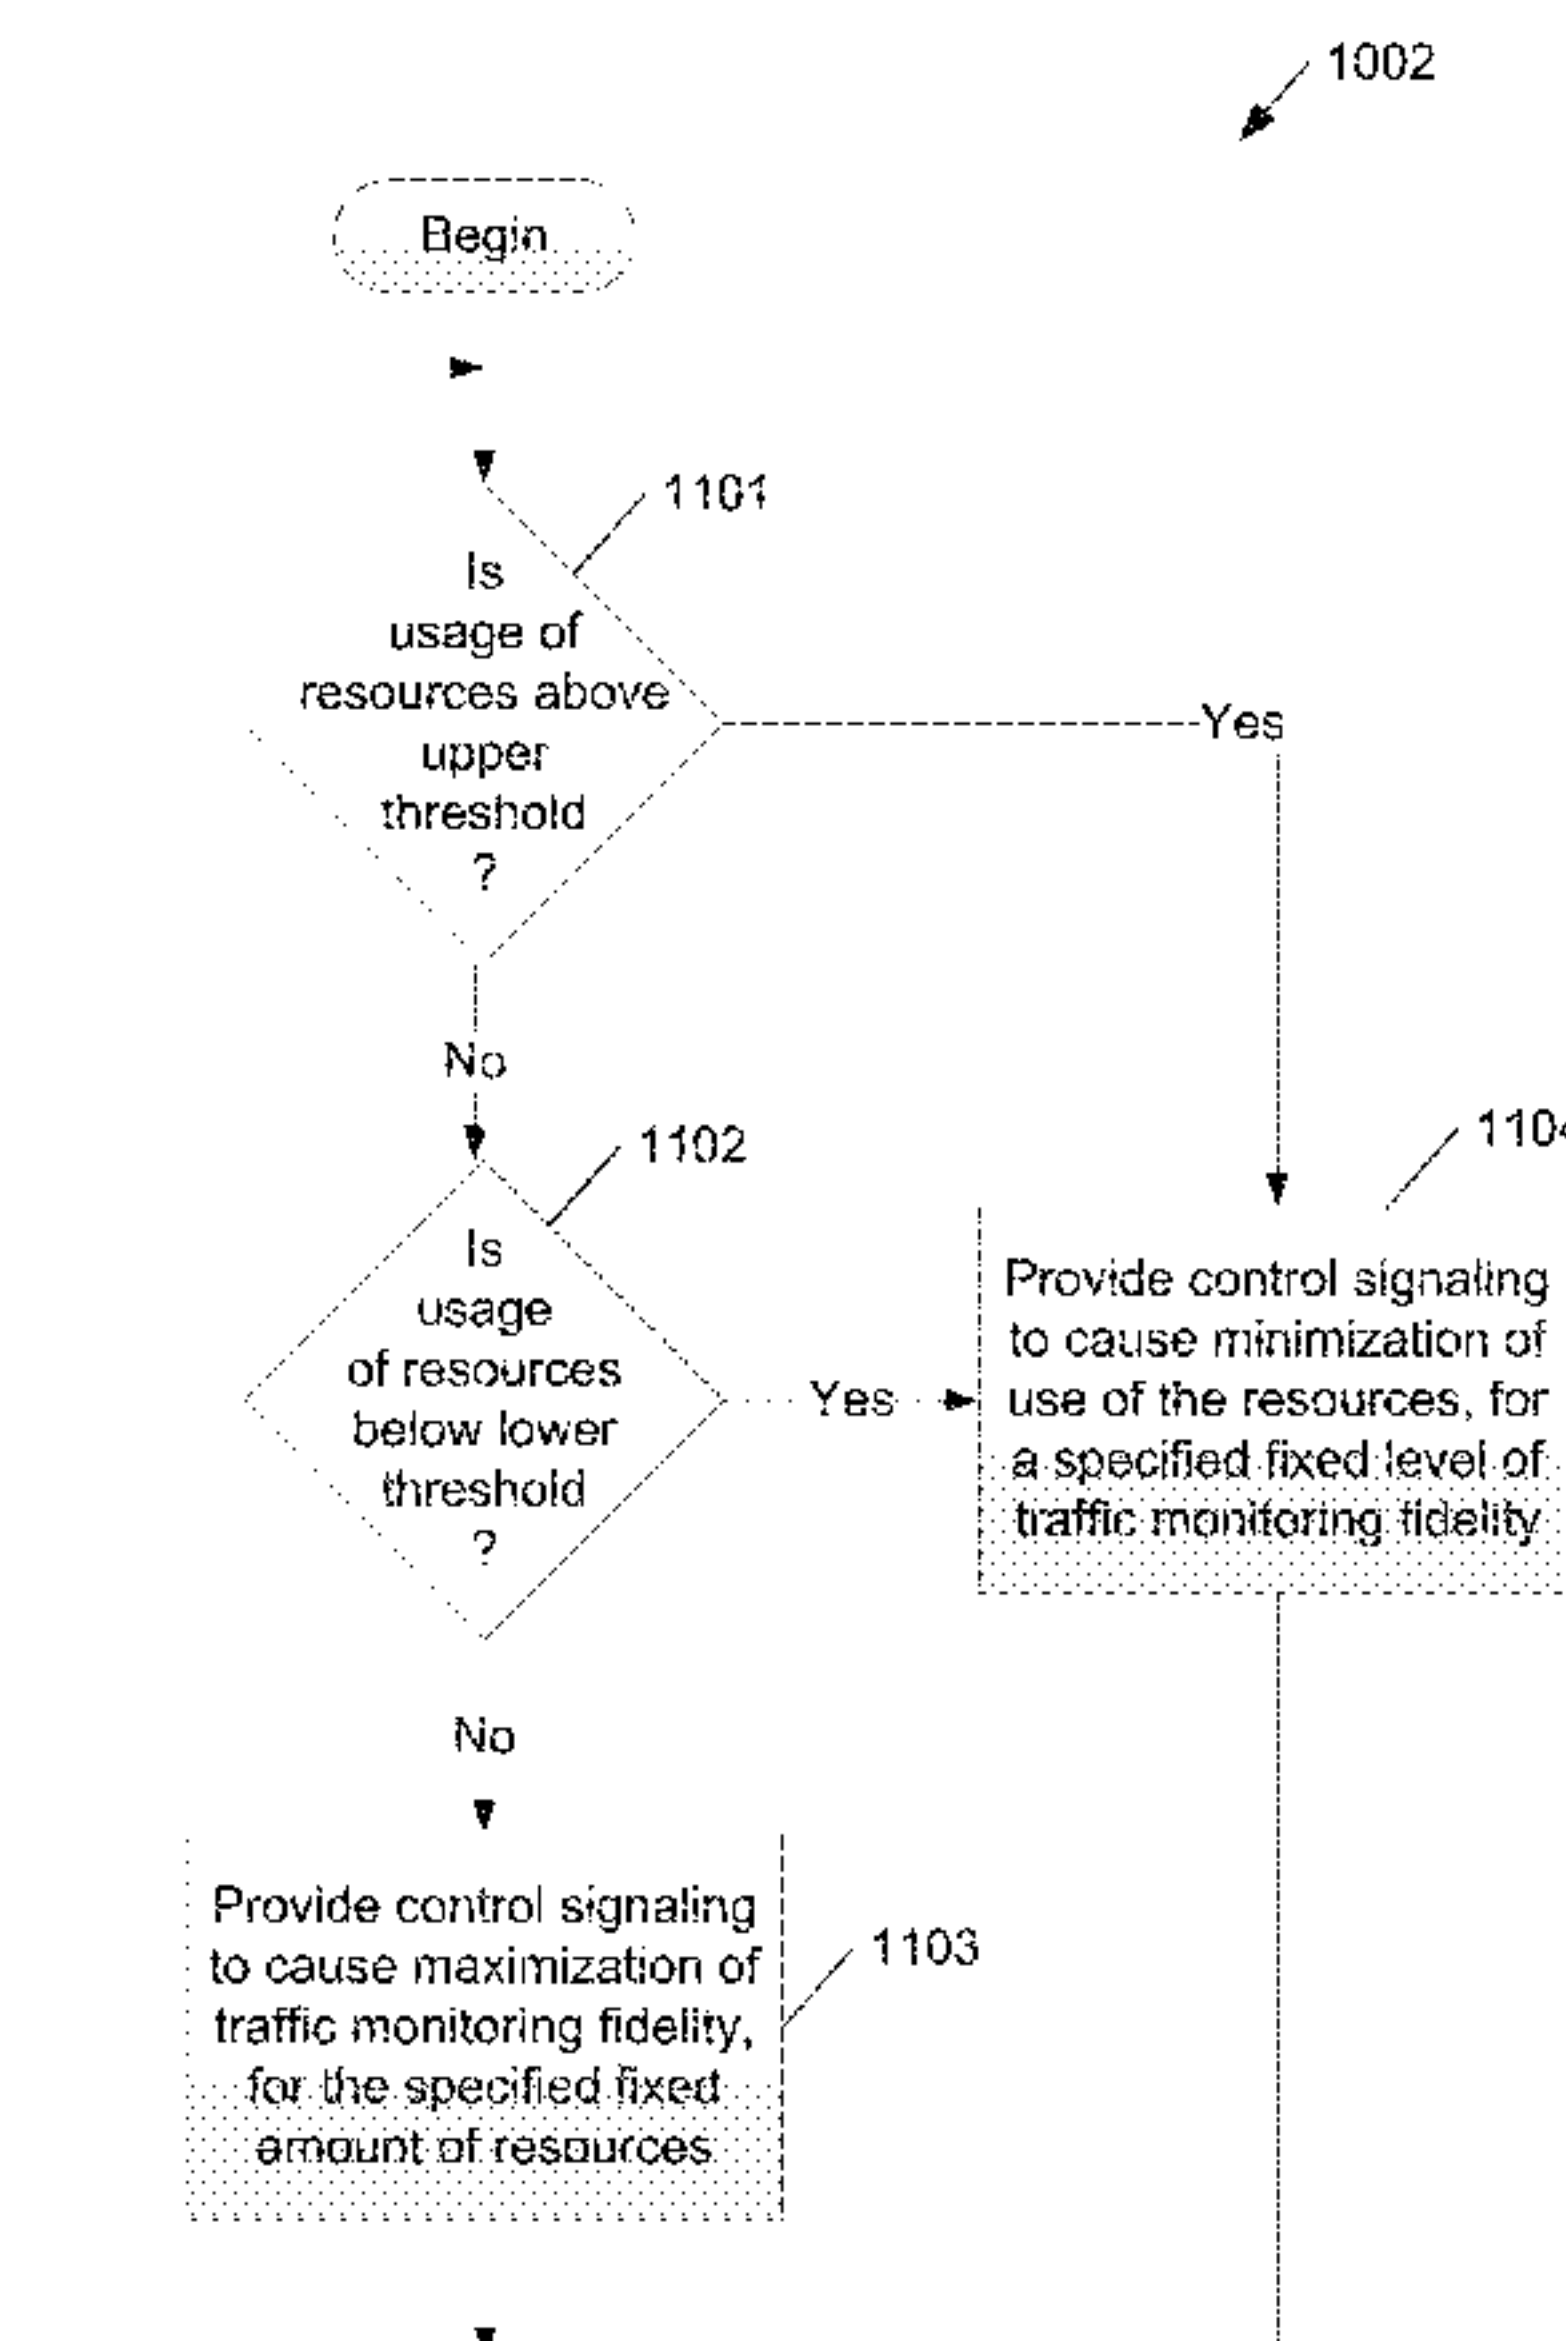 1002
Begin
1101
Is
usage of
resources above
upper
threshold
?
Yes
No
1102
Is
usage
of resources
below lower
threshold
?
Yes
1104
Provide control signaling
to cause minimization of
use of the resources, for
a specified fixed level of
traffic monitoring fidelity
No
Provide control signaling
to cause maximization of
traffic monitoring fidelity,
for the specified fixed
amount of resources
1103